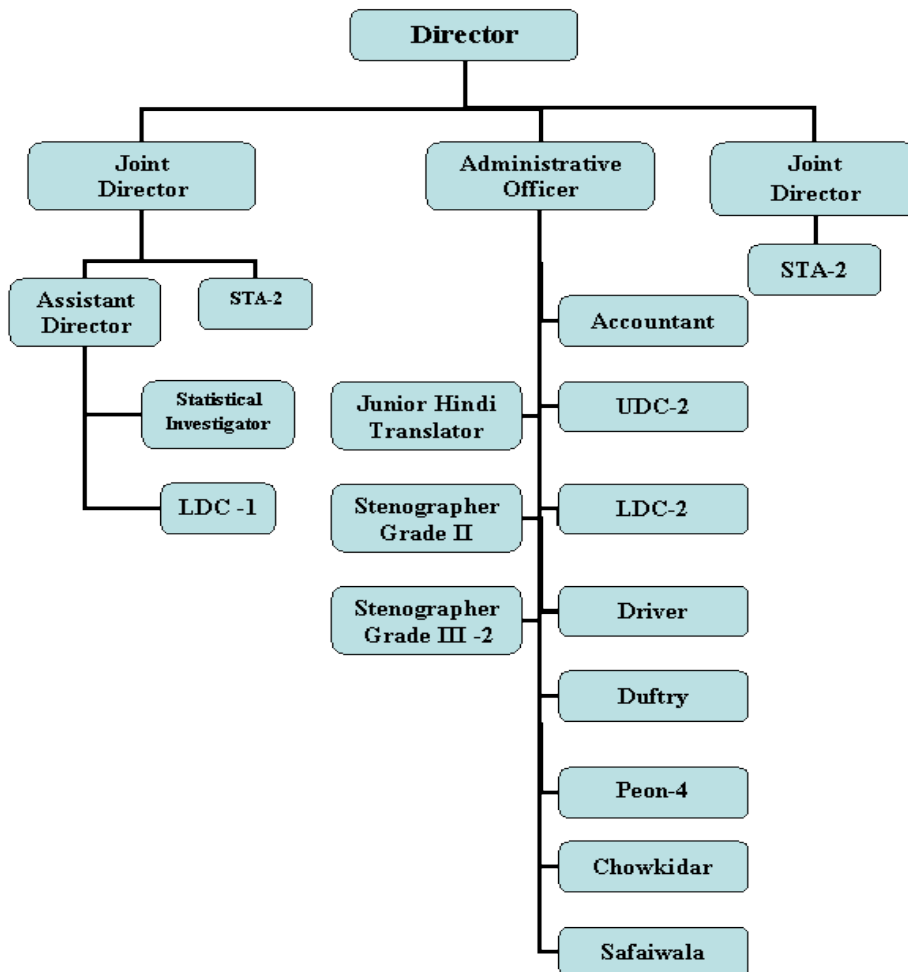 Director
Joint
Director
Administrative
Officer
Joint
Director
Assistant
Director
STA-2
STA-2
Accountant
Statistical
Investigator
Junior Hindi
Translator
UDC-2
LDC -1
Stenographer
Grade II
LDC-2
Stenographer
Grade III -2
Driver
Duftry
Peon-4
Chowkidar
Safaiwala